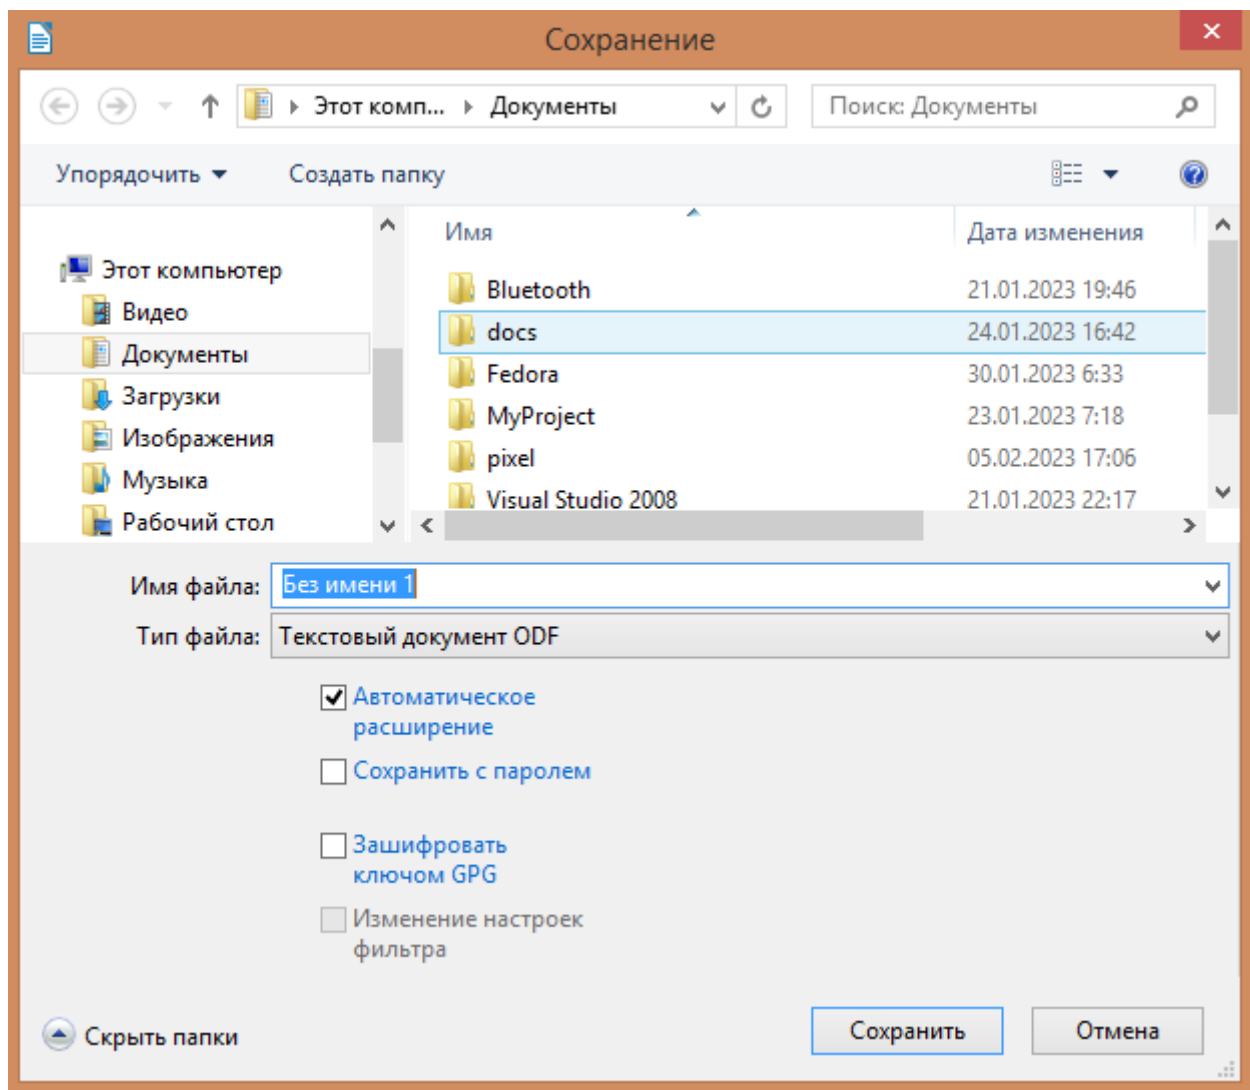 Сохранение
Этот комп... Документы
Поиск: Документы
Упорядочить Создать папку
Имя Дата изменения
Этот компьютер
Видео
Документы
Загрузки
Изображения
Музыка
Рабочий стол
Bluetooth 21.01.2023 19:46
docs 24.01.2023 16:42
Fedora 30.01.2023 6:33
MyProject 23.01.2023 7:18
pixel 05.02.2023 17:06
Visual Studio 2008 21.01.2023 22:17
Имя файла: Без имени 1
Тип файла: Текстовый документ ODF
Автоматическое
расширение
Сохранить с паролем
Зашифровать
ключом GPG
Изменение настроек
фильтра
Скрыть папки
Сохранить Отмена